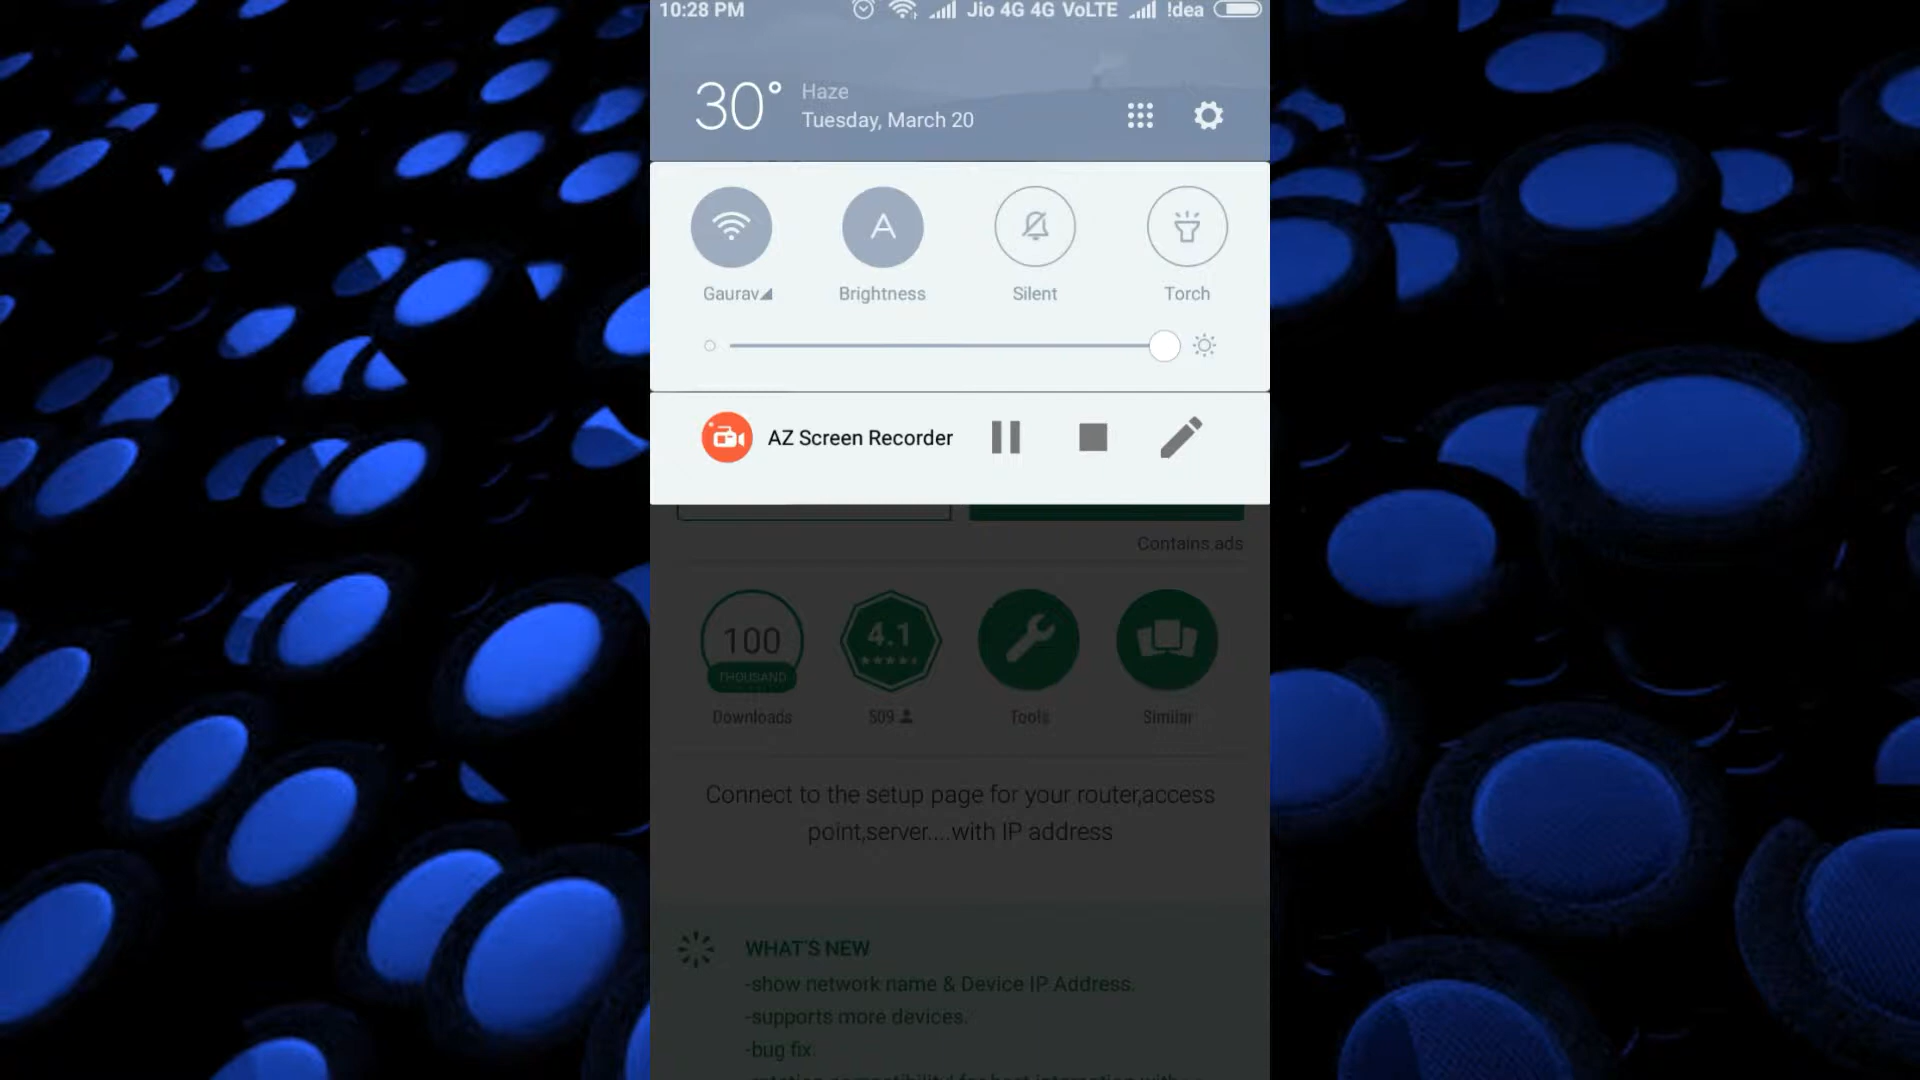 10:28 PM Jio 4G 4G VoLTE !dea
30° Haze
Tuesday, March 20
Gaurav Brightness Silent Torch
AZ Screen Recorder
Contains ads
100 THOUSAND 4.1
Downloads 509 Tools Similar
Connect to the setup page for your router,access
point,server....with IP address
WHAT'S NEW
-show network name & Device IP Address.
-supports more devices.
-bug fix